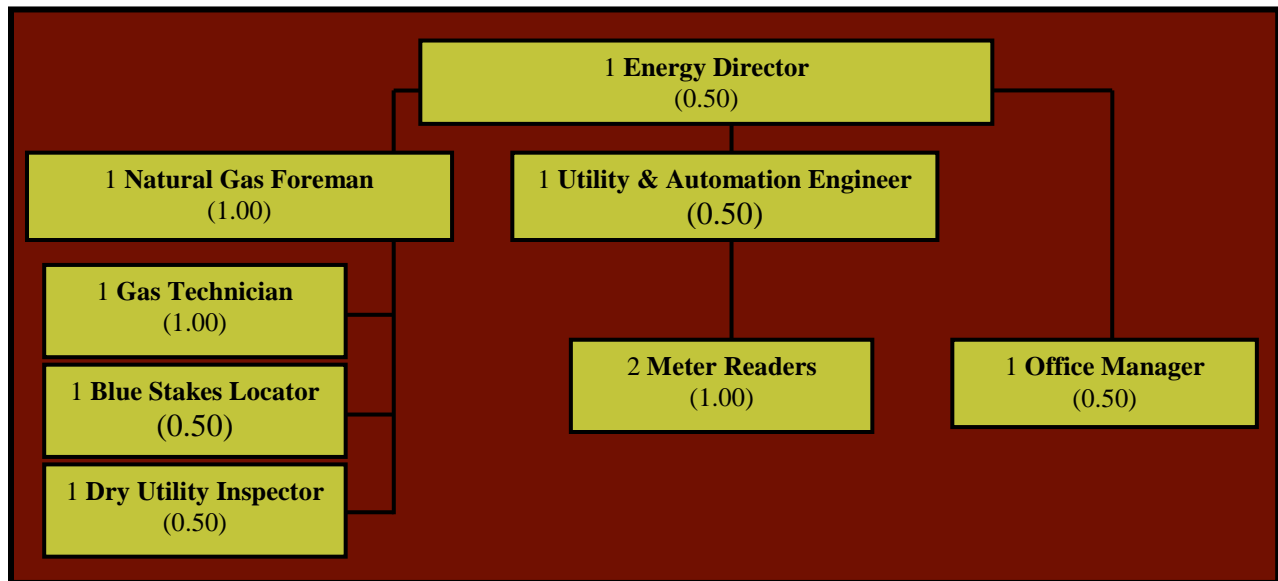 1 Energy Director
(0.50)
1 Natural Gas Foreman
(1.00)
1 Utility & Automation Engineer
(0.50)
1 Gas Technician
(1.00)
1 Blue Stakes Locator
(0.50)
1 Dry Utility Inspector
(0.50)
2 Meter Readers
(1.00)
1 Office Manager
(0.50)